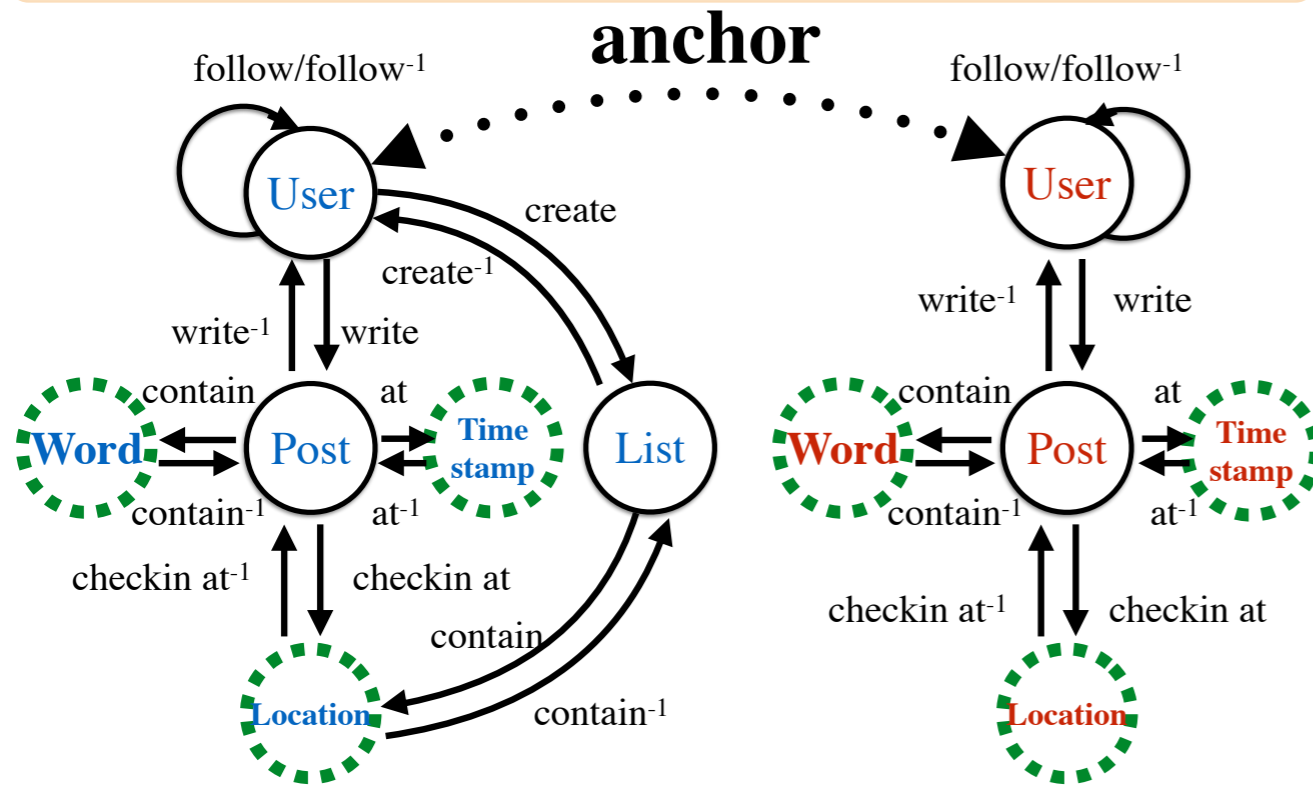 anchor
follow/follow⁻¹
follow/follow⁻¹
User
User
create
create⁻¹
write⁻¹
write
write⁻¹
write
contain
at
contain
at
Word
Post
Time
stamp
List
Word
Post
Time
stamp
contain⁻¹
at⁻¹
contain⁻¹
at⁻¹
checkin at⁻¹
checkin at
checkin at⁻¹
checkin at
contain
Location
contain⁻¹
Location